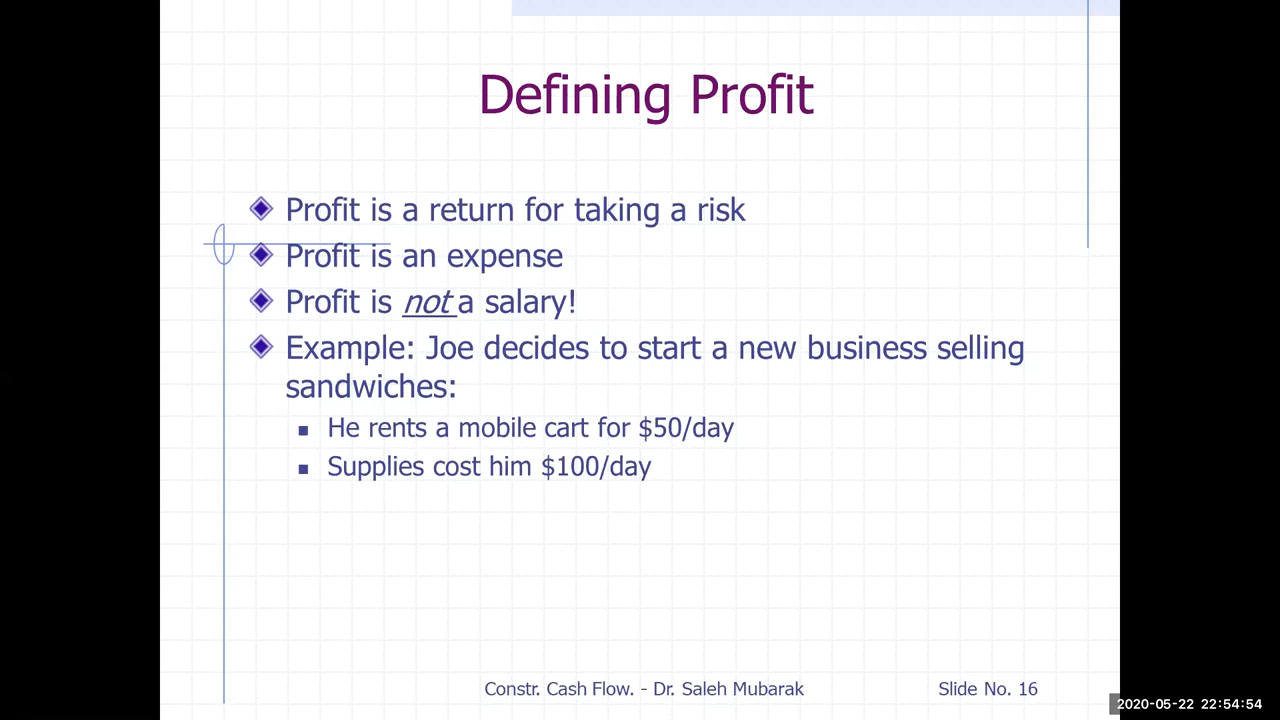 Defining Profit
Profit is a return for taking a risk
Profit is an expense
Profit is not a salary!
Example: Joe decides to start a new business selling
sandwiches:
He rents a mobile cart for $50/day
Supplies cost him $100/day
Constr. Cash Flow. - Dr. Saleh Mubarak
Slide No. 16
2020-05-22 22:54:54